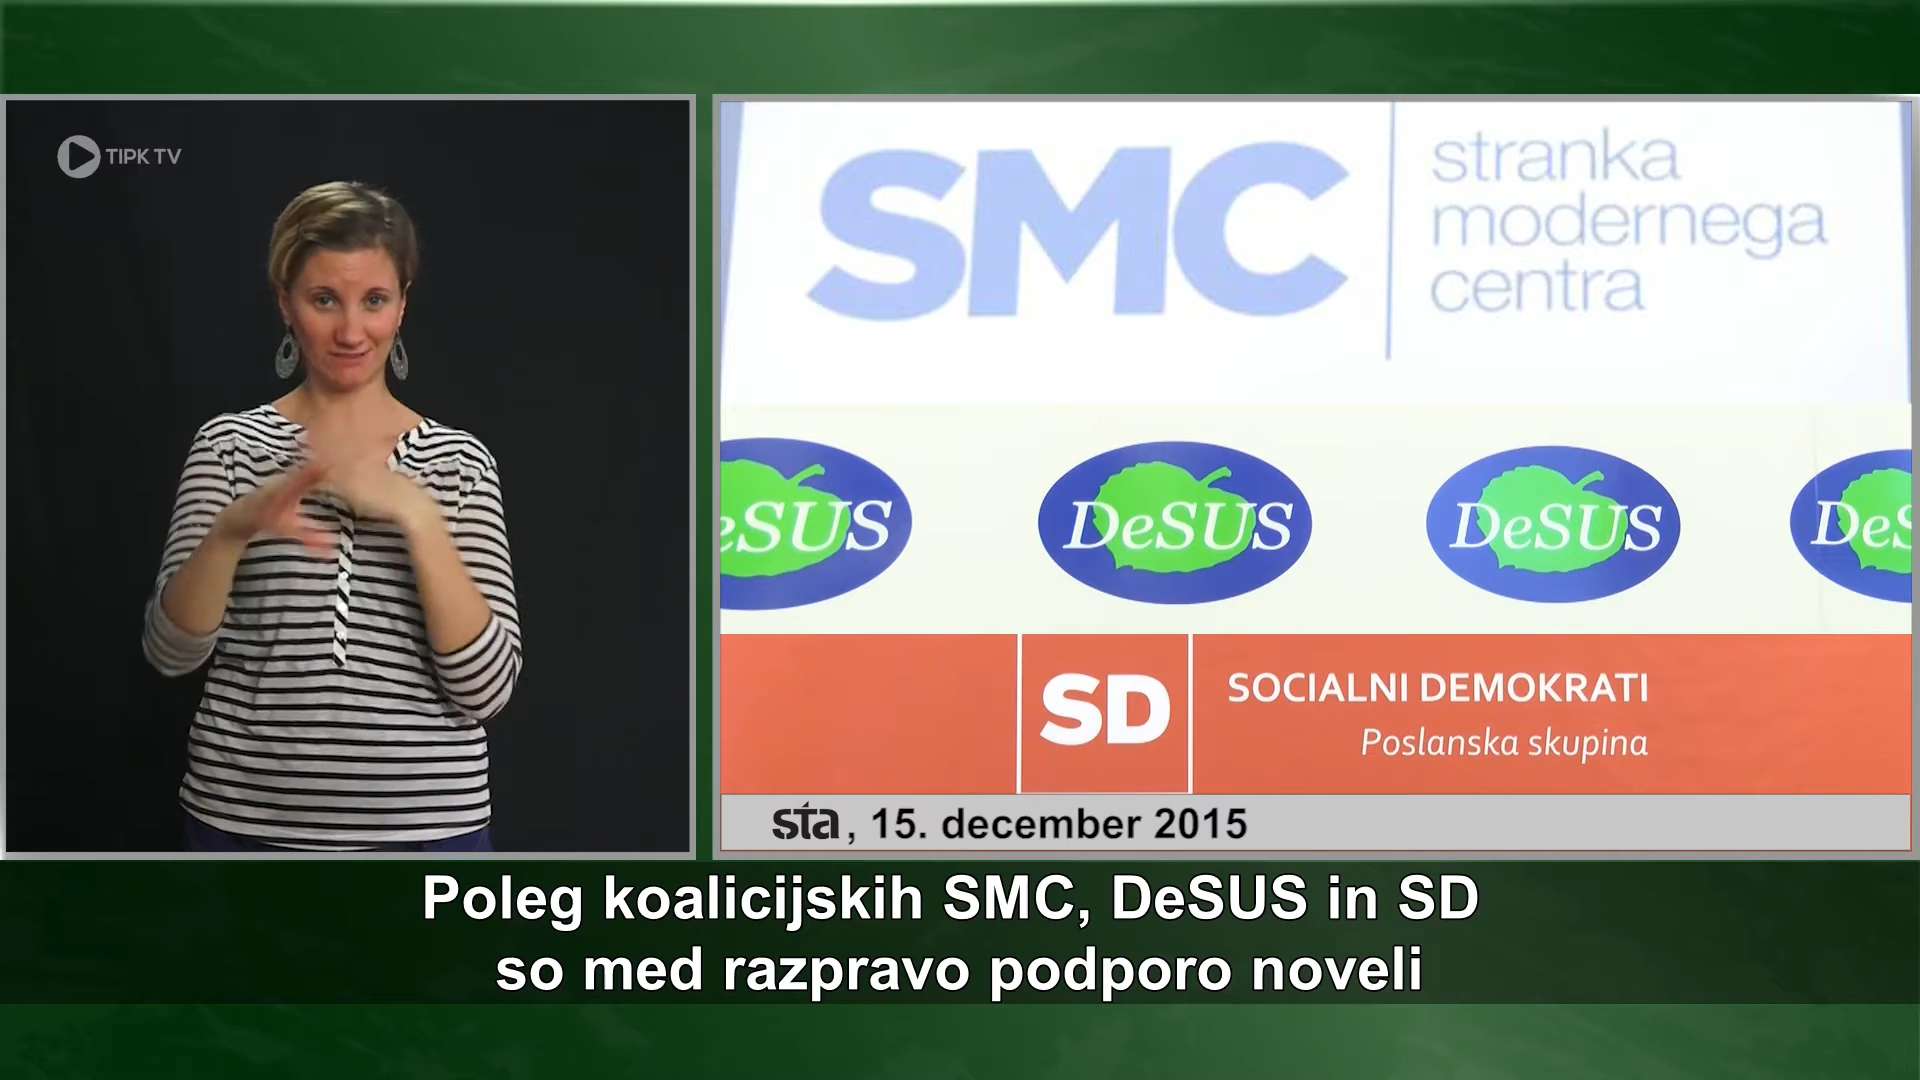 TIPK TV
SMC
stranka
modernega
centra
eSUS
DeSUS
DeSUS
DeS
SD
SOCIALNI DEMOKRATI
Poslanska skupina
sta, 15. december 2015
Poleg koalicijskih SMC, DeSUS in SD
so med razpravo podporo noveli